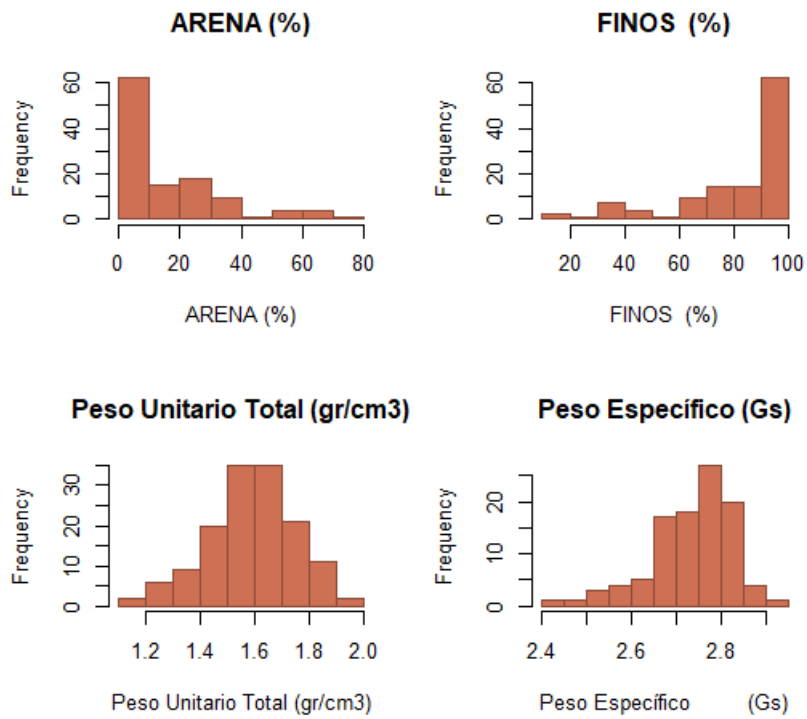 ARENA (%)
Frequency
0 20 40 60
0 20 40 60 80
ARENA (%)
FINOS (%)
Frequency
0 20 40 60
20 40 60 80 100
FINOS (%)
Peso Unitario Total (gr/cm3)
Frequency
0 10 20 30
1.2 1.4 1.6 1.8 2.0
Peso Unitario Total (gr/cm3)
Peso Específico (Gs)
Frequency
0 10 20
2.4 2.6 2.8
Peso Específico (Gs)